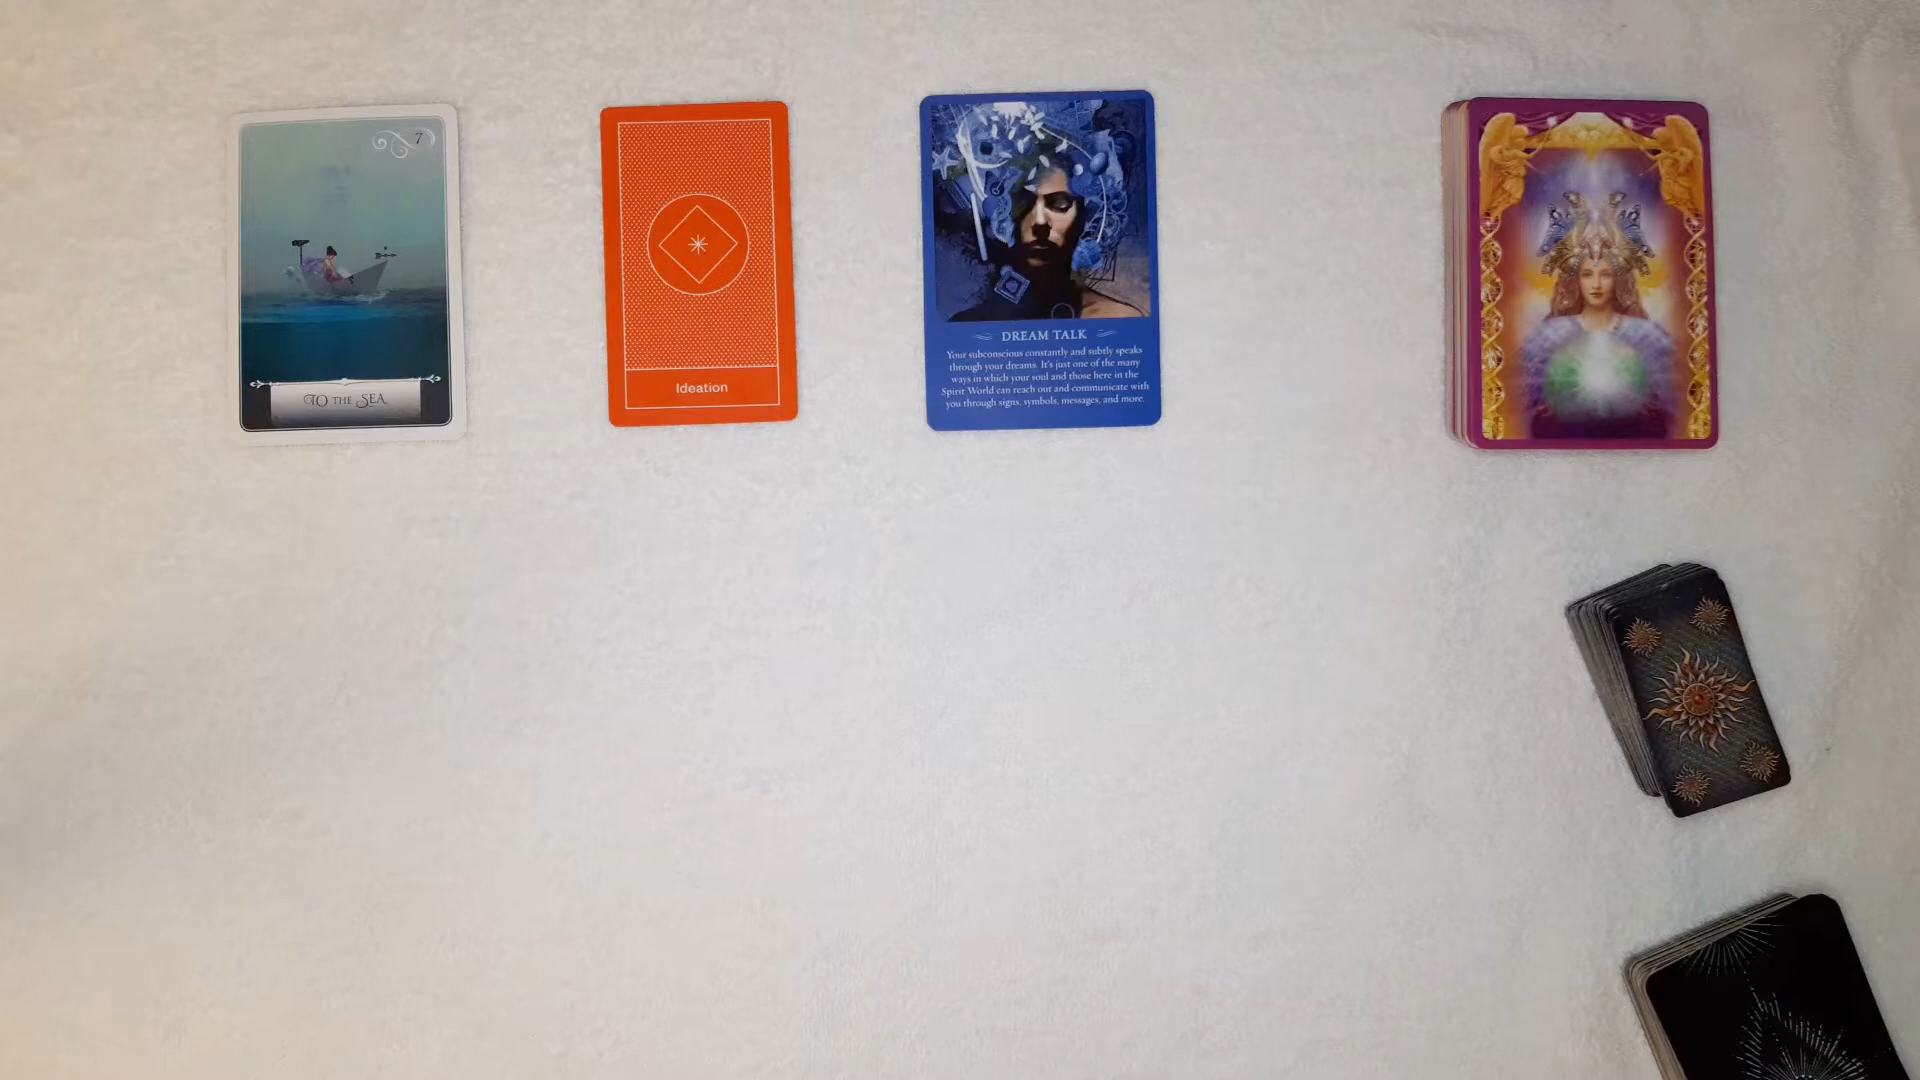 7
TO THE SEA
Ideation
DREAM TALK
Your subconscious constantly and subtly speaks
through your dreams. It's just one of the many
ways in which your soul and those here in the
Spirit World can reach out and communicate with
you through signs, symbols, messages, and more.